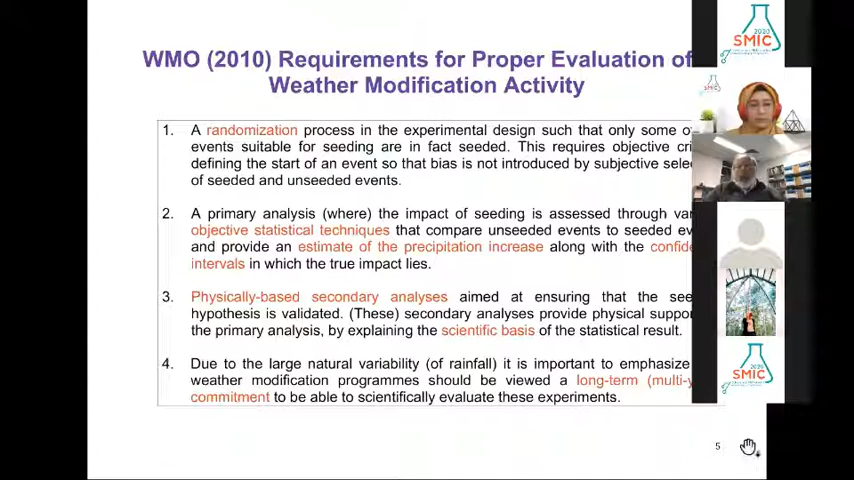 WMO (2010) Requirements for Proper Evaluation of
Weather Modification Activity
1. A randomization process in the experimental design such that only some
events suitable for seeding are in fact seeded. This requires objective
defining the start of an event so that bias is not introduced by subjective
of seeded and unseeded events.
2. A primary analysis (where) the impact of seeding is assessed through
objective statistical techniques that compare unseeded events to seeded
and provide an estimate of the precipitation increase along with the
intervals in which the true impact lies.
3. Physically-based secondary analyses aimed at ensuring that the
hypothesis is validated. (These) secondary analyses provide physical
the primary analysis, by explaining the scientific basis of the statistical result.
4. Due to the large natural variability (of rainfall) it is important to emphasize
weather modification programmes should be viewed a long-term
commitment to be able to scientifically evaluate these experiments.
5
2020
SMIC
SMIC
2020
SMIC